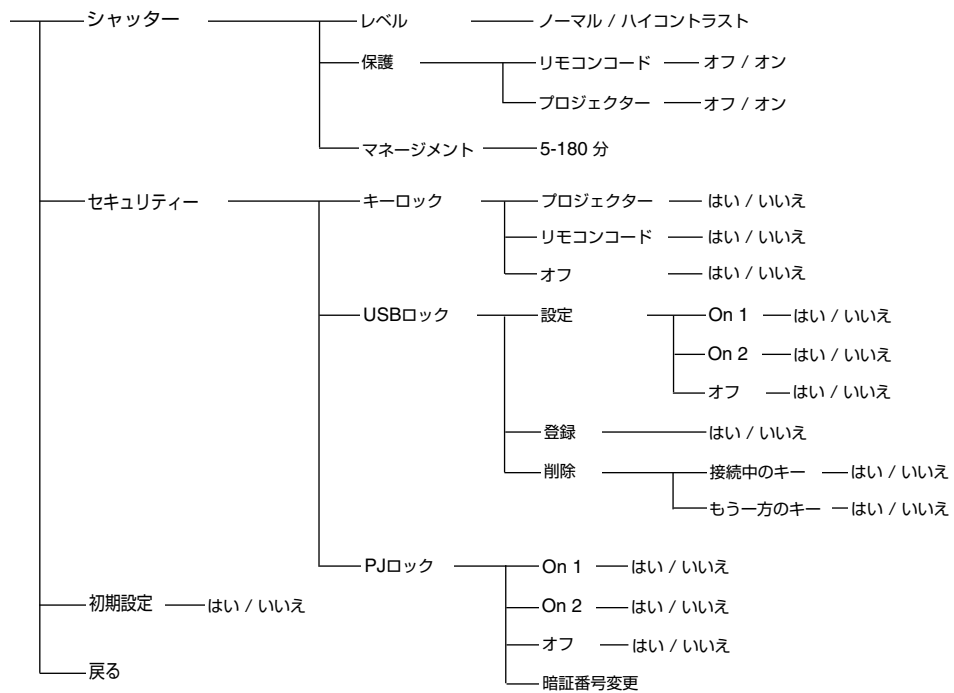 シャッター レベル ノーマル / ハイコントラスト
保護 リモコンコード オフ / オン
プロジェクター オフ / オン
マネージメント 5-180 分
セキュリティー キーロック プロジェクター はい / いいえ
リモコンコード はい / いいえ
オフ はい / いいえ
USBロック 設定 On 1 はい / いいえ
On 2 はい / いいえ
オフ はい / いいえ
登録 はい / いいえ
削除 接続中のキー はい / いいえ
もう一方のキー はい / いいえ
PJロック On 1 はい / いいえ
初期設定 はい / いいえ On 2 はい / いいえ
オフ はい / いいえ
戻る
暗証番号変更